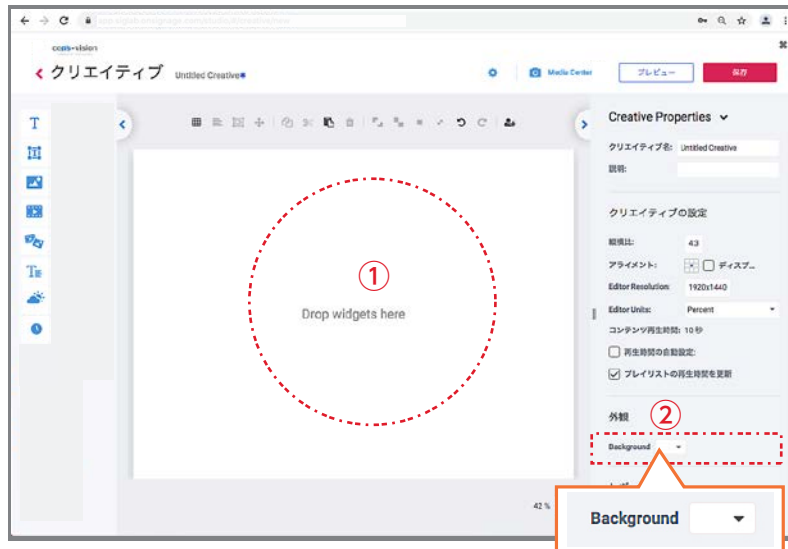 com-vision
クリエイティブ Untitled Creative
Media Center
プレビュー
保存
Creative Properties
クリエイティブ名: Untitled Creative
説明:
クリエイティブの設定
縦横比: 4:3
アライメント: ディスプ...
Editor Resolution: 1920x1440
Editor Units: Percent
コンテンツ再生時間: 10 秒
再生時間の自動設定:
プレイリストの再生時間を更新
外観
②
Background
①
Drop widgets here
42 %
Background